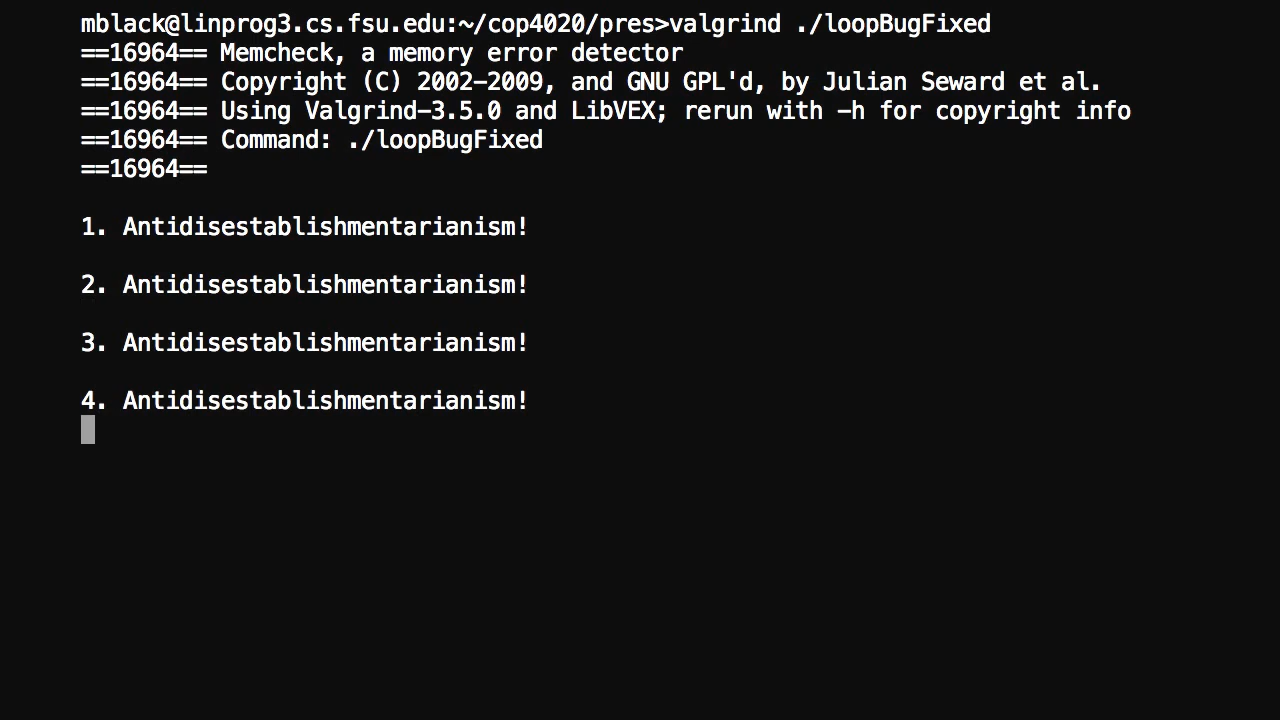 mblack@linprog3.cs.fsu.edu:~/cop4020/pres>valgrind ./loopBugFixed
==16964== Memcheck, a memory error detector
==16964== Copyright (C) 2002-2009, and GNU GPL'd, by Julian Seward et al.
==16964== Using Valgrind-3.5.0 and LibVEX; rerun with -h for copyright info
==16964== Command: ./loopBugFixed
==16964==
1. Antidisestablishmentarianism!
2. Antidisestablishmentarianism!
3. Antidisestablishmentarianism!
4. Antidisestablishmentarianism!